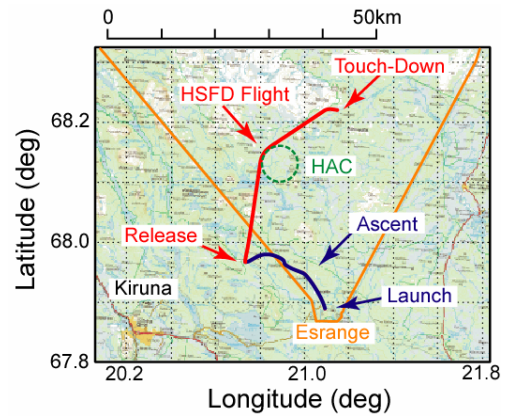 0
50km
Touch-Down
HSFD Flight
68.2
HAC
Ascent
Release
68.0
Kiruna
Launch
Esrange
67.8
20.2
21.0
21.8
Latitude (deg)
Longitude (deg)